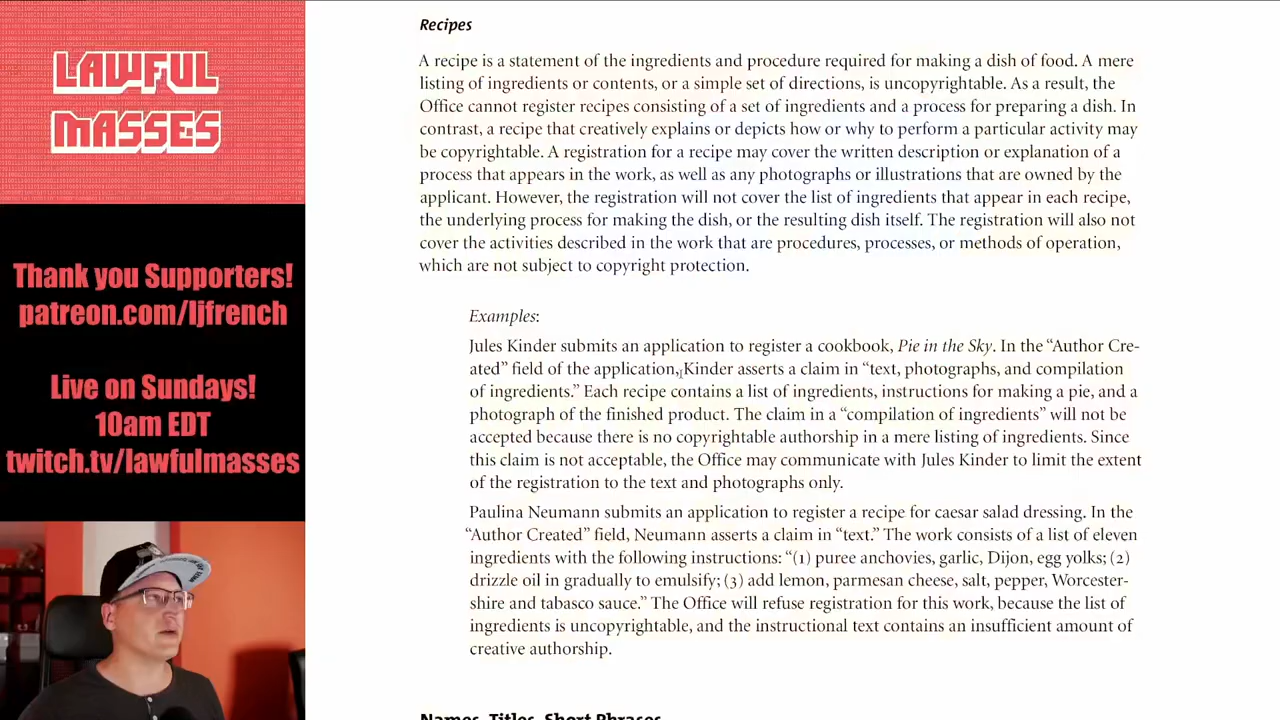 LAWFUL
MASSES
Thank you Supporters!
patreon.com/ljfrench
Live on Sundays!
10am EDT
twitch.tv/lawfulmasses
Recipes
A recipe is a statement of the ingredients and procedure required for making a dish of food. A mere
listing of ingredients or contents, or a simple set of directions, is uncopyrightable. As a result, the
Office cannot register recipes consisting of a set of ingredients and a process for preparing a dish. In
contrast, a recipe that creatively explains or depicts how or why to perform a particular activity may
be copyrightable. A registration for a recipe may cover the written description or explanation of a
process that appears in the work, as well as any photographs or illustrations that are owned by the
applicant. However, the registration will not cover the list of ingredients that appear in each recipe,
the underlying process for making the dish, or the resulting dish itself. The registration will also not
cover the activities described in the work that are procedures, processes, or methods of operation,
which are not subject to copyright protection.
Examples:
Jules Kinder submits an application to register a cookbook, Pie in the Sky. In the “Author Cre-
ated” field of the application, Kinder asserts a claim in “text, photographs, and compilation
of ingredients.” Each recipe contains a list of ingredients, instructions for making a pie, and a
photograph of the finished product. The claim in a “compilation of ingredients” will not be
accepted because there is no copyrightable authorship in a mere listing of ingredients. Since
this claim is not acceptable, the Office may communicate with Jules Kinder to limit the extent
of the registration to the text and photographs only.
Paulina Neumann submits an application to register a recipe for caesar salad dressing. In the
“Author Created” field, Neumann asserts a claim in “text.” The work consists of a list of eleven
ingredients with the following instructions: “(1) puree anchovies, garlic, Dijon, egg yolks; (2)
drizzle oil in gradually to emulsify; (3) add lemon, parmesan cheese, salt, pepper, Worcester-
shire and tabasco sauce.” The Office will refuse registration for this work, because the list of
ingredients is uncopyrightable, and the instructional text contains an insufficient amount of
creative authorship.
Names, Titles, Short Phrases